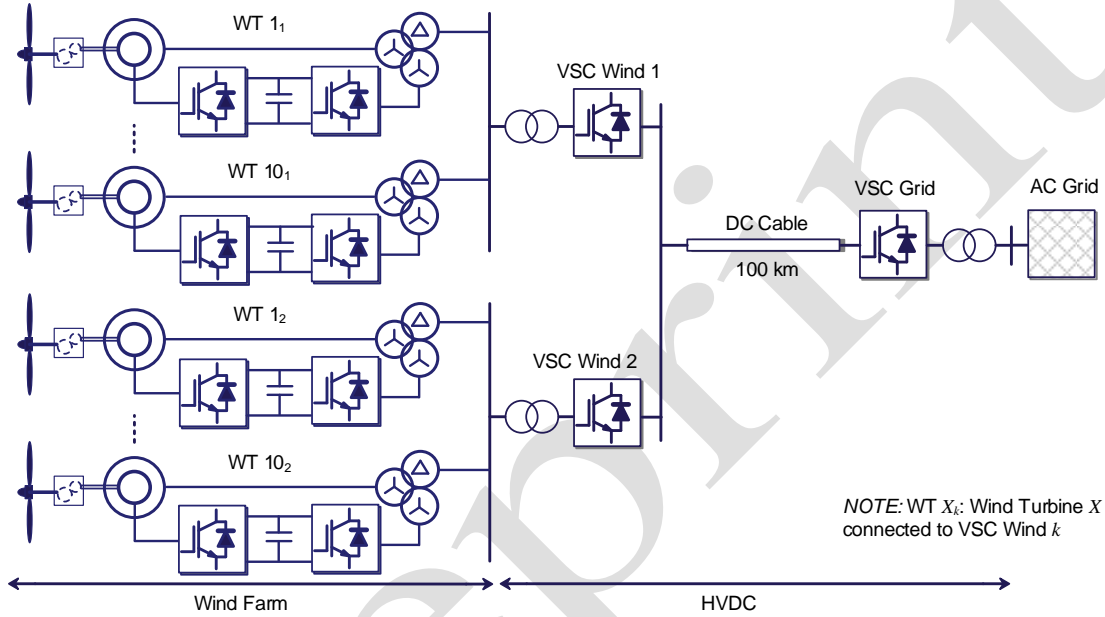 WT 1₁
VSC Wind 1
WT 10₁
VSC Grid
AC Grid
DC Cable
100 km
WT 1₂
VSC Wind 2
WT 10₂
NOTE: WT Xₖ: Wind Turbine X
connected to VSC Wind k
Wind Farm
HVDC
eprint